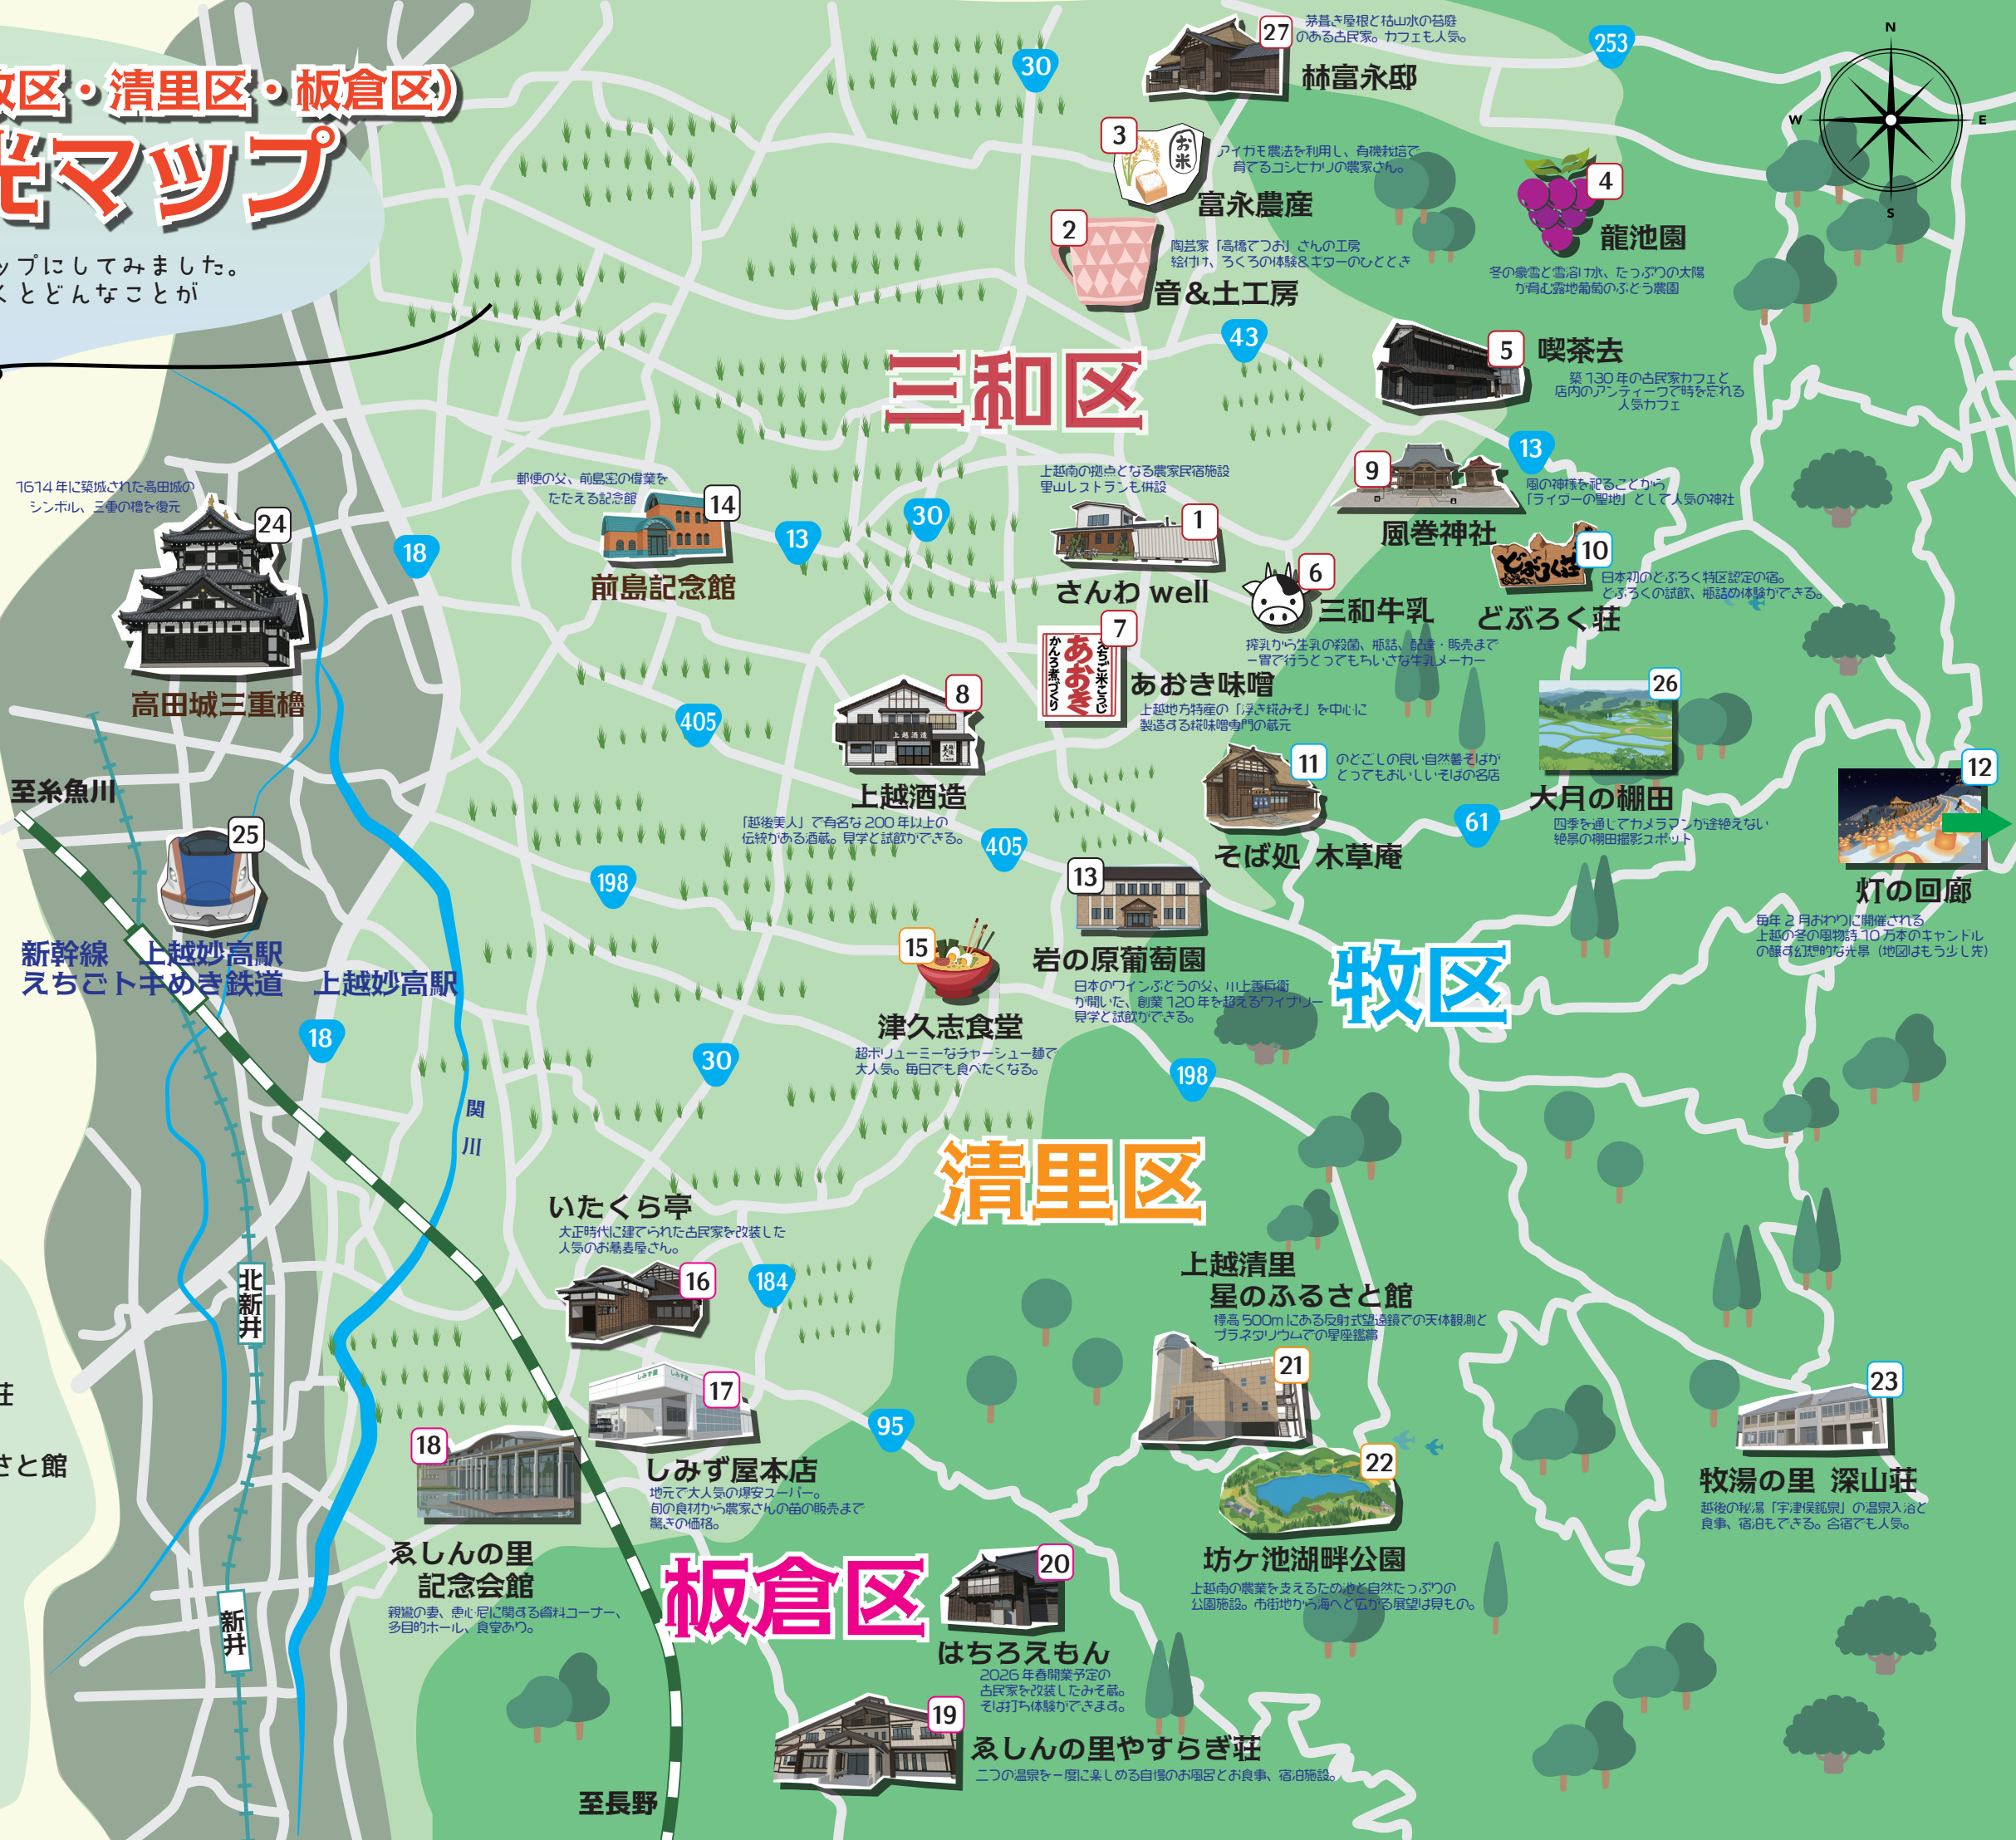 牧区・清里区・板倉区）
光マップ
ップにしてみました。
くとどんなことが
荘
さと館
N
W
E
S
27
茅葺き屋根と枯山水の苔庭
のある古民家。カフェも人気。
林富永邸
30
253
3
お米
アイガモ農法を利用し、有機栽培で
育てるコシヒカリの農家さん。
富永農産
4
龍池園
冬の豪雪と雪溶け水、たっぷりの太陽
が育む露地葡萄のぶどう農園
2
陶芸家「高橋てつお」さんの工房
絵付け、ろくろの体験＆ギターのひととき
音＆土工房
43
三和区
5
喫茶去
築130年の古民家カフェと
店内のアンティークで時を忘れる
人気カフェ
13
9
風の神様を祀ることから
「ライダーの聖地」として人気の神社
風巻神社
1614年に築城された高田城の
シンボル、三重の櫓を復元
24
高田城三重櫓
18
郵便の父、前島密の偉業を
たたえる記念館
14
前島記念館
13
30
上越南の拠点となる農家民宿施設
里山レストランも併設
1
さんわ well
10
どぶろく荘
日本初のどぶろく特区認定の宿。
どぶろくの試飲、瓶詰め体験ができる。
どぶろく荘
6
三和牛乳
搾乳から生乳の殺菌、瓶詰、配達・販売まで
一貫で行うとってもちいさな牛乳メーカー
7
えちご米こうじ
あおき
かんろ煮づくり
あおき味噌
上越地方特産の「浮き糀みそ」を中心に
製造する糀味噌専門の蔵元
405
8
上越酒造
上越酒造
「越後美人」で有名な200年以上の
伝統がある酒蔵。見学と試飲ができる。
26
大月の棚田
四季を通じてカメラマンが途絶えない
絶景の棚田撮影スポット
11
のどごしの良い自然薯そばが
とってもおいしいそばの名店
そば処 木草庵
61
12
灯の回廊
毎年2月おわりに開催される
上越の冬の風物詩10万本のキャンドル
の醸す幻想的な光景（地図はもう少し先）
至糸魚川
25
新幹線 上越妙高駅
えちごトキめき鉄道 上越妙高駅
18
198
405
13
岩の原葡萄園
日本のワインぶどうの父、川上善兵衛
が開いた、創業120年を超えるワイナリー
見学と試飲ができる。
牧区
15
津久志食堂
超ボリューミーなチャーシュー麺で
大人気。毎日でも食べたくなる。
30
198
関川
清里区
いたくら亭
大正時代に建てられた古民家を改装した
人気のお蕎麦屋さん。
16
184
北新井
上越清里
星のふるさと館
標高500mにある反射式望遠鏡での天体観測と
プラネタリウムでの星座鑑賞
21
17
しみず屋本店
地元で大人気の爆安スーパー。
旬の食材から農家さんの苗の販売まで
驚きの価格。
95
18
ゑしんの里
記念会館
親鸞の妻、恵心尼に関する資料コーナー、
多目的ホール、食堂あり。
22
坊ケ池湖畔公園
上越南の農業を支えるため池と自然たっぷりの
公園施設。市街地から海へと広がる展望は見もの。
23
牧湯の里 深山荘
越後の秘湯「宇津俣鉱泉」の温泉入浴と
食事、宿泊もできる。合宿でも人気。
板倉区
20
はちろえもん
2026年春開業予定の
古民家を改装したみそ蔵。
そば打ち体験ができます。
新井
19
ゑしんの里やすらぎ荘
二つの温泉を一度に楽しめる自慢のお風呂とお食事、宿泊施設。
至長野